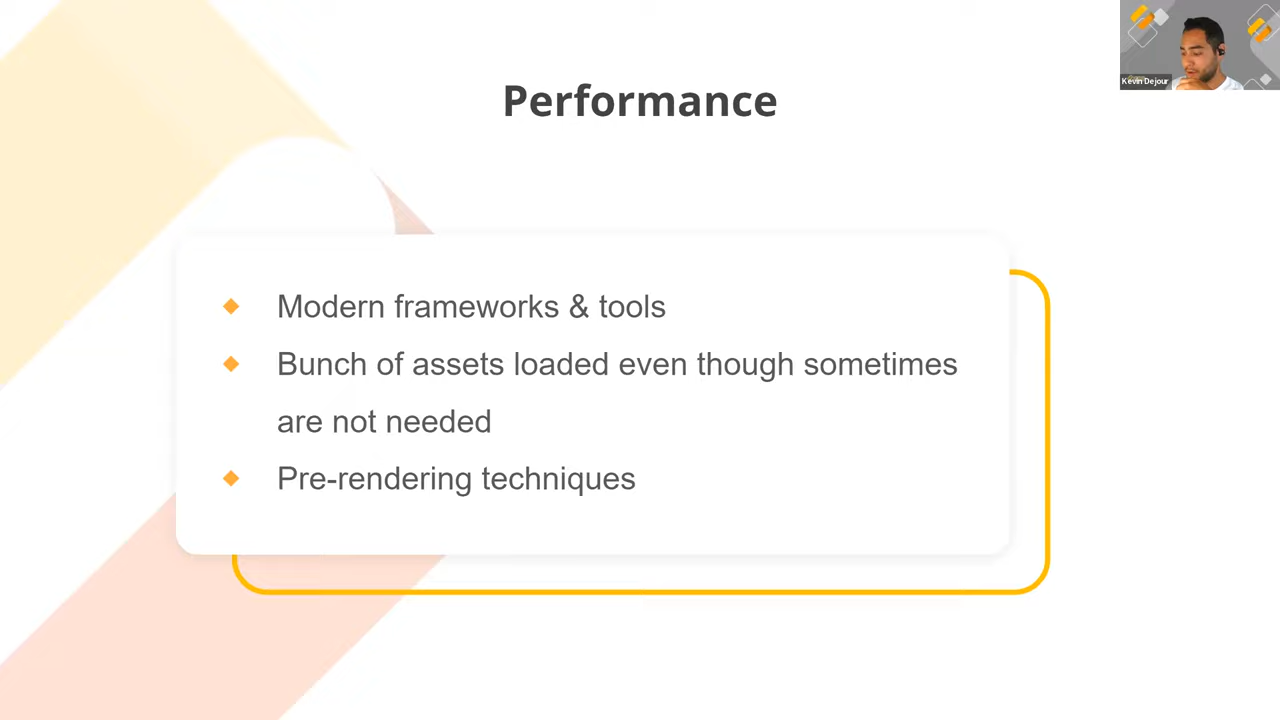 Performance
Kevin Dejour
Modern frameworks & tools
Bunch of assets loaded even though sometimes
are not needed
Pre-rendering techniques